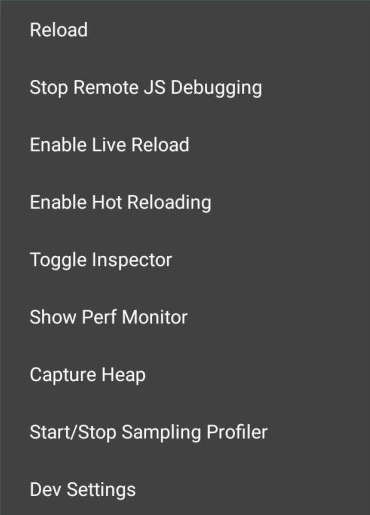 Reload
Stop Remote JS Debugging
Enable Live Reload
Enable Hot Reloading
Toggle Inspector
Show Perf Monitor
Capture Heap
Start/Stop Sampling Profiler
Dev Settings